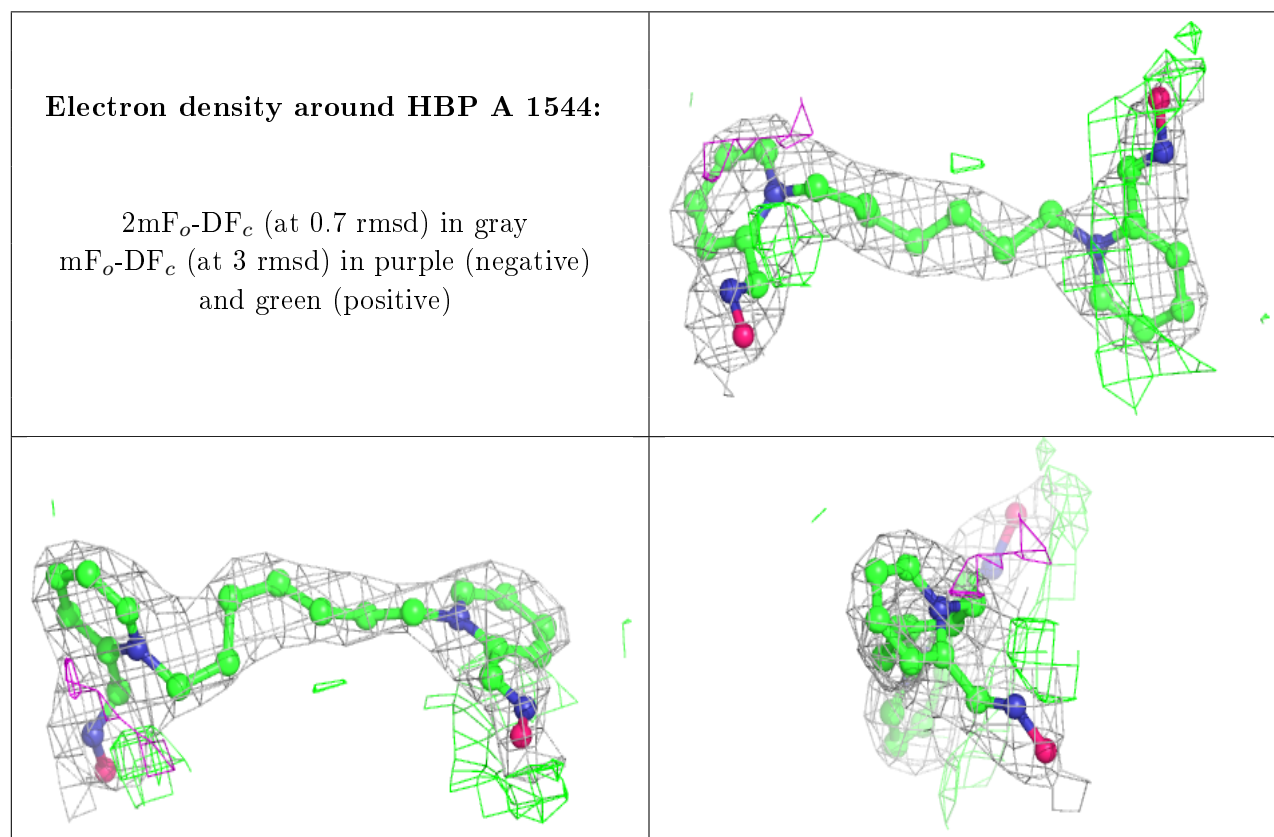 Electron density around HBP A 1544:
2mFₒ-DF𝒸 (at 0.7 rmsd) in gray
mFₒ-DF𝒸 (at 3 rmsd) in purple (negative)
and green (positive)